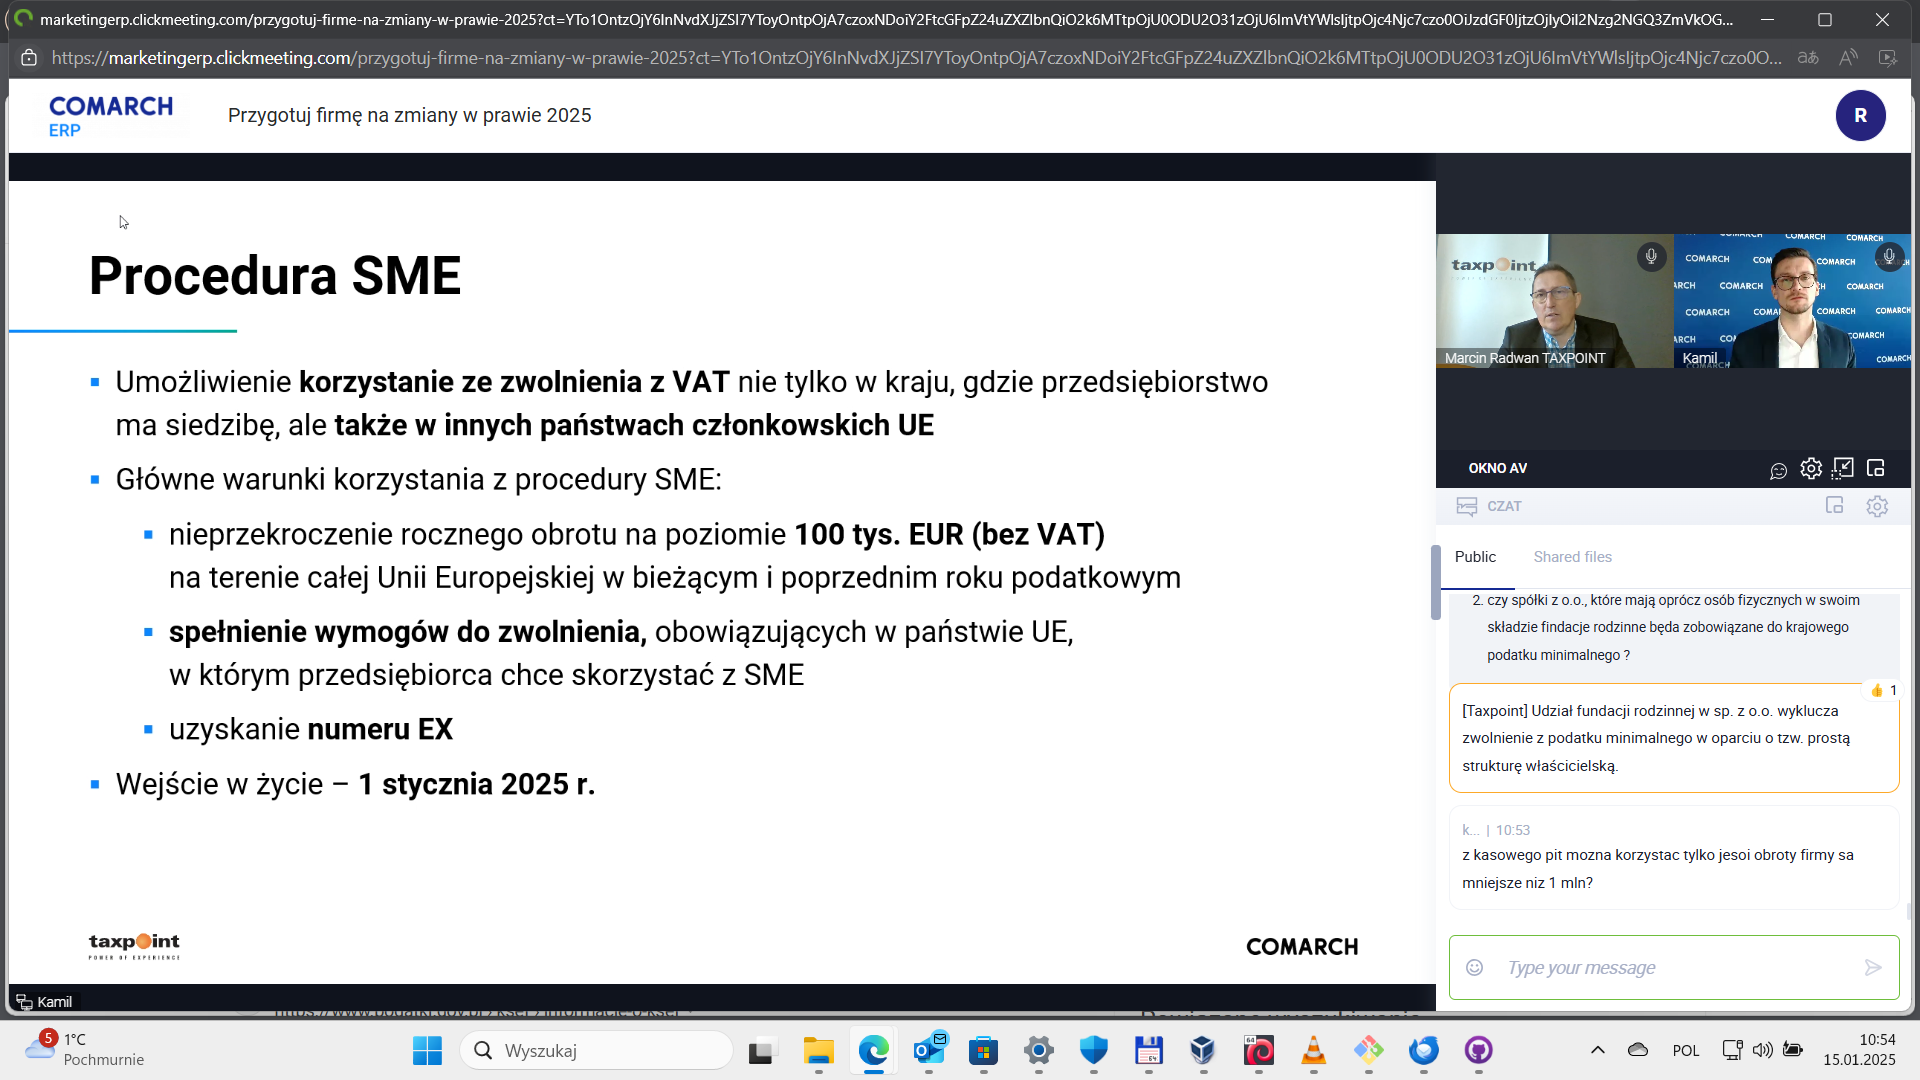 marketingerp.clickmeeting.com/przygotuj-firme-na-zmiany-w-prawie-2025?ct=YTo1OntzOjY6InNvdXJjZSI7YToyOntpOjA7czoxNDoiY2FtcGFpZ24uZXZlbnQiO2k6MTtpOjU0ODU2O31zOjU6ImVtYWlsIjtpOjc4Njc7czo0OiJzdGF0IjtzOjIyOiI2Nzg2NGQ3ZmVkOG...
https://marketingerp.clickmeeting.com/przygotuj-firme-na-zmiany-w-prawie-2025?ct=YTo1OntzOjY6InNvdXJjZSI7YToyOntpOjA7czoxNDoiY2FtcGFpZ24uZXZlbnQiO2k6MTtpOjU0ODU2O31zOjU6ImVtYWlsIjtpOjc4Njc7czo0O...
COMARCH
ERP
Przygotuj firmę na zmiany w prawie 2025
R
Procedura SME
Umożliwienie korzystanie ze zwolnienia z VAT nie tylko w kraju, gdzie przedsiębiorstwo
ma siedzibę, ale także w innych państwach członkowskich UE
Główne warunki korzystania z procedury SME:
nieprzekroczenie rocznego obrotu na poziomie 100 tys. EUR (bez VAT)
na terenie całej Unii Europejskiej w bieżącym i poprzednim roku podatkowym
spełnienie wymogów do zwolnienia, obowiązujących w państwie UE,
w którym przedsiębiorca chce skorzystać z SME
uzyskanie numeru EX
Wejście w życie – 1 stycznia 2025 r.
taxpoint
POWER OF EXPERIENCE
COMARCH
Kamil
taxpoint
Marcin Radwan TAXPOINT
COMARCH
Kamil
OKNO AV
CZAT
Public
Shared files
2. czy spółki z o.o., które mają oprócz osób fizycznych w swoim
składzie findacje rodzinne będa zobowiązane do krajowego
podatku minimalnego ?
👍 1
[Taxpoint] Udział fundacji rodzinnej w sp. z o.o. wyklucza
zwolnienie z podatku minimalnego w oparciu o tzw. prostą
strukturę właścicielską.
k... | 10:53
z kasowego pit mozna korzystac tylko jesoi obroty firmy sa
mniejsze niz 1 mln?
Type your message
5
1°C
Pochmurnie
Wyszukaj
64
64
POL
10:54
15.01.2025